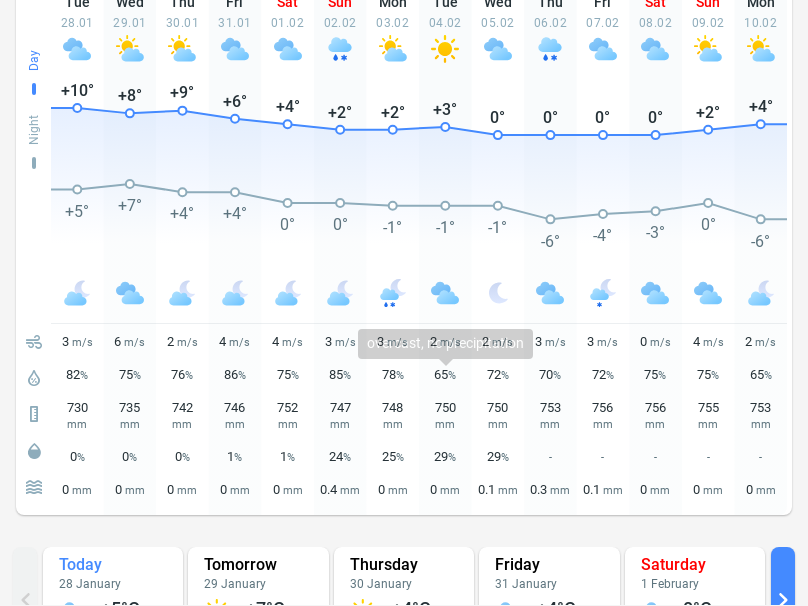 Tue Wed Thu Fri Sat Sun Mon Tue Wed Thu Fri Sat Sun Mon
28.01 29.01 30.01 31.01 01.02 02.02 03.02 04.02 05.02 06.02 07.02 08.02 09.02 10.02
Day
Night
+10° +8° +9° +6° +4° +2° +2° +3° 0° 0° 0° 0° +2° +4°
+5° +7° +4° +4° 0° 0° -1° -1° -1° -6° -4° -3° 0° -6°
overcast, no precipitation
3 m/s 6 m/s 2 m/s 4 m/s 4 m/s 3 m/s 3 m/s 2 m/s 2 m/s 3 m/s 3 m/s 0 m/s 4 m/s 2 m/s
82% 75% 76% 86% 75% 85% 78% 65% 72% 70% 72% 75% 75% 65%
730 735 742 746 752 747 748 750 750 753 756 756 755 753
mm mm mm mm mm mm mm mm mm mm mm mm mm mm
0% 0% 0% 1% 1% 24% 25% 29% 29% - - - - -
0 mm 0 mm 0 mm 0 mm 0 mm 0.4 mm 0 mm 0 mm 0.1 mm 0.3 mm 0.1 mm 0 mm 0 mm 0 mm
Today Tomorrow Thursday Friday Saturday
28 January 29 January 30 January 31 January 1 February